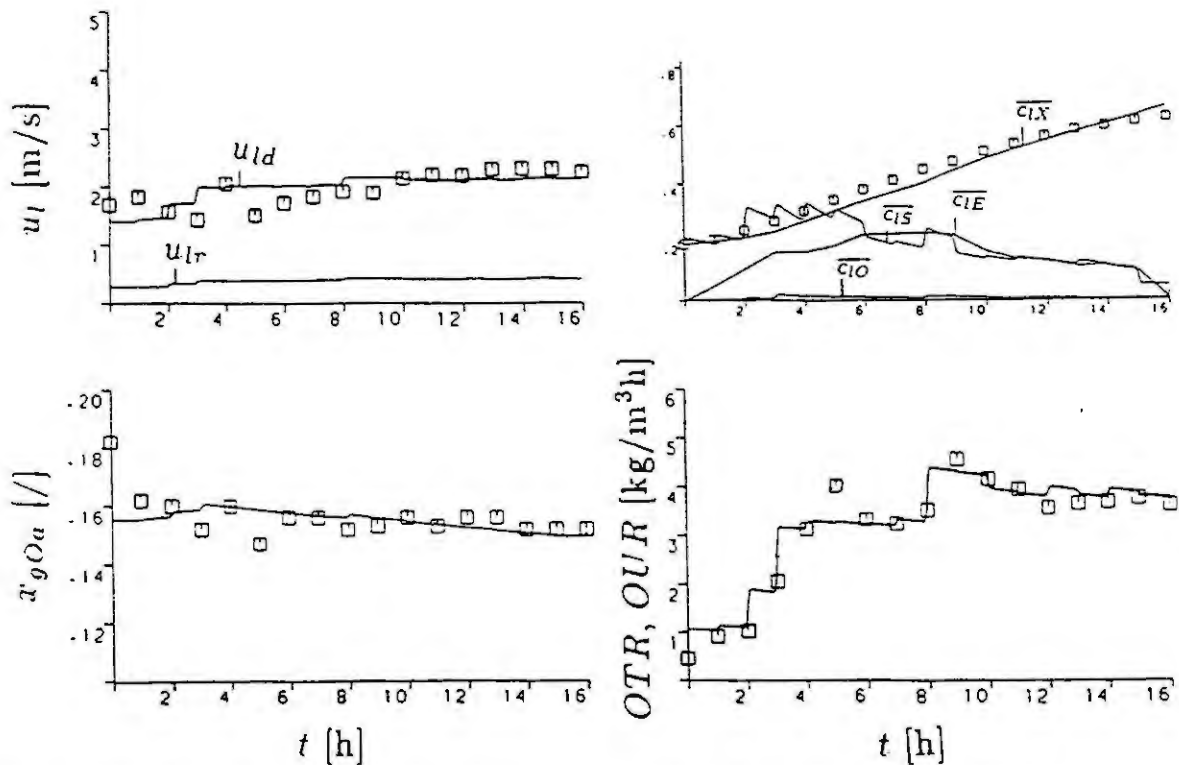 5
4
3
2
1
u_l [m/s]
u_ld
u_lr
2 4 6 8 10 12 14 16
.8
.6
.4
.2
c_lX
c_lS
c_lE
c_lO
2 4 6 8 10 12 14 16
.20
.18
.16
.14
.12
x_gOa [/]
2 4 6 8 10 12 14 16
t [h]
6
5
4
3
2
1
OTR, OUR [kg/m³h]
2 4 6 8 10 12 14 16
t [h]